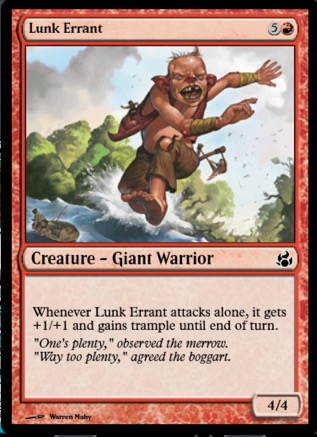 Lunk Errant 5
Creature – Giant Warrior
Whenever Lunk Errant attacks alone, it gets
+1/+1 and gains trample until end of turn.
"One's plenty," observed the merrow.
"Way too plenty," agreed the boggart.
Warren Mahy
4/4